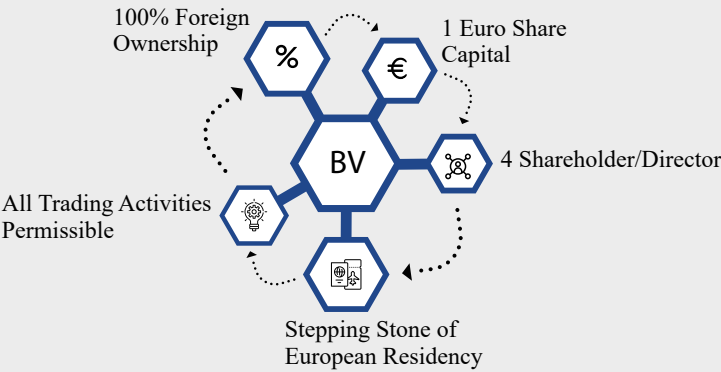 100% Foreign
Ownership
%
€
1 Euro Share
Capital
BV
4 Shareholder/Director
All Trading Activities
Permissible
Stepping Stone of
European Residency